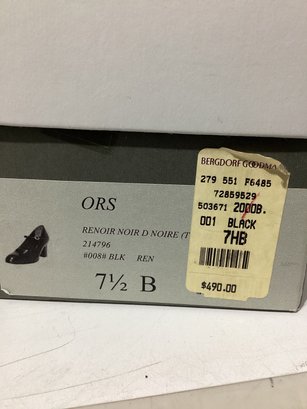 BERGDORF GOODMA
279 551 F6485
72859529
503671 2000B.
001 BLACK
7HB
$490.00
ORS
RENOIR NOIR D NOIRE (T
214796
#008# BLK REN
7½ B